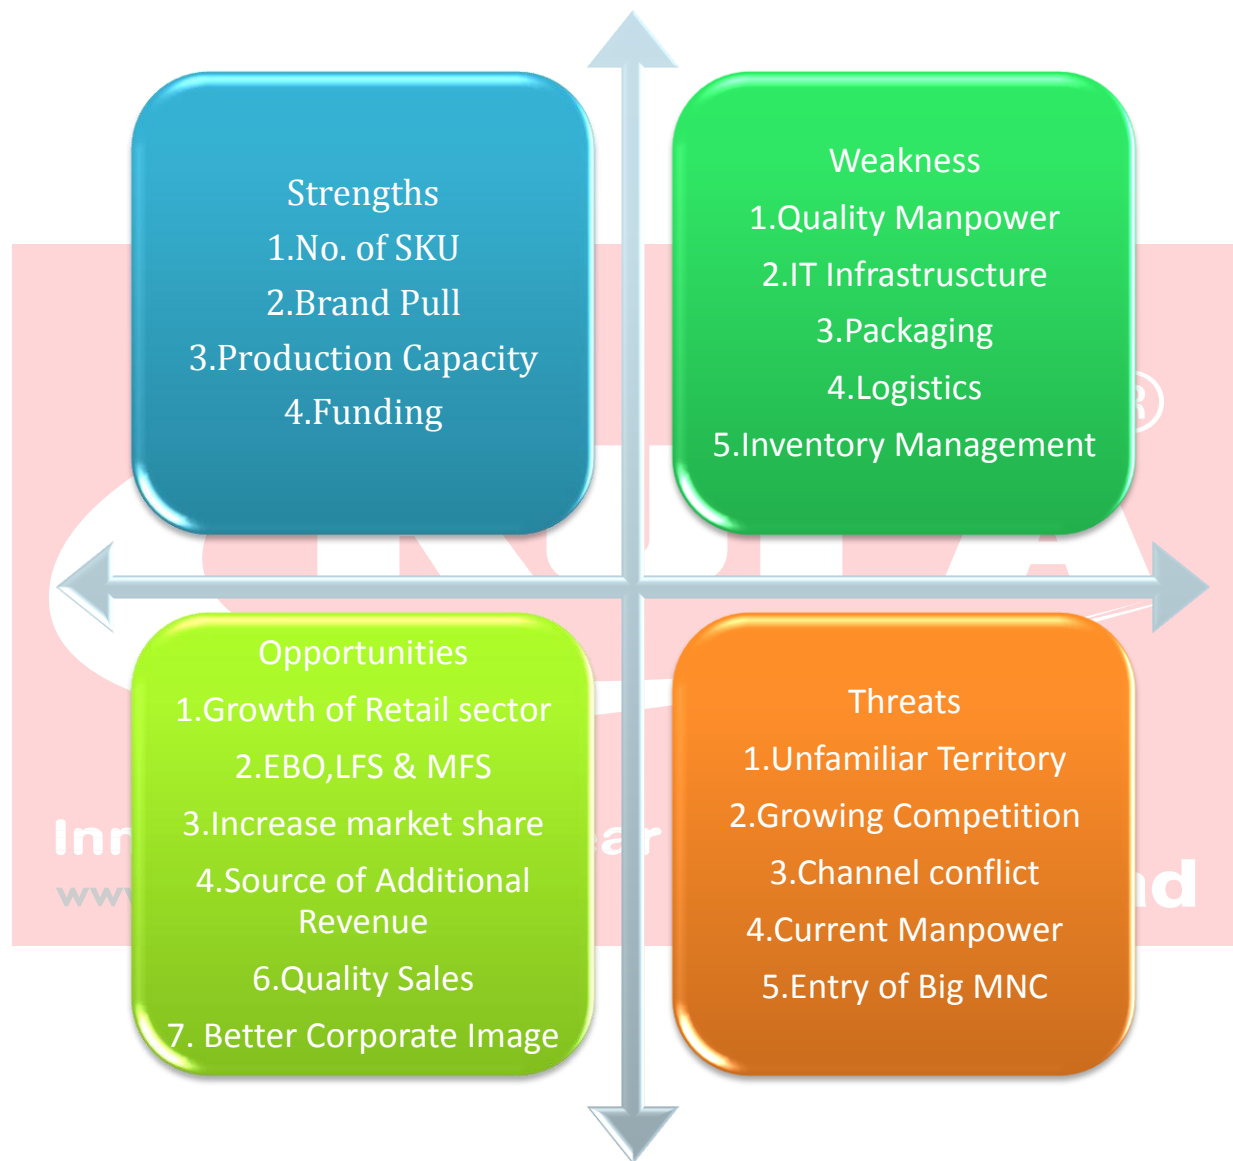 Strengths
1.No. of SKU
2.Brand Pull
3.Production Capacity
4.Funding
Weakness
1.Quality Manpower
2.IT Infrastruscture
3.Packaging
4.Logistics
5.Inventory Management
®
Opportunities
1.Growth of Retail sector
2.EBO,LFS & MFS
3.Increase market share
4.Source of Additional
Revenue
6.Quality Sales
7. Better Corporate Image
Threats
1.Unfamiliar Territory
2.Growing Competition
3.Channel conflict
4.Current Manpower
5.Entry of Big MNC